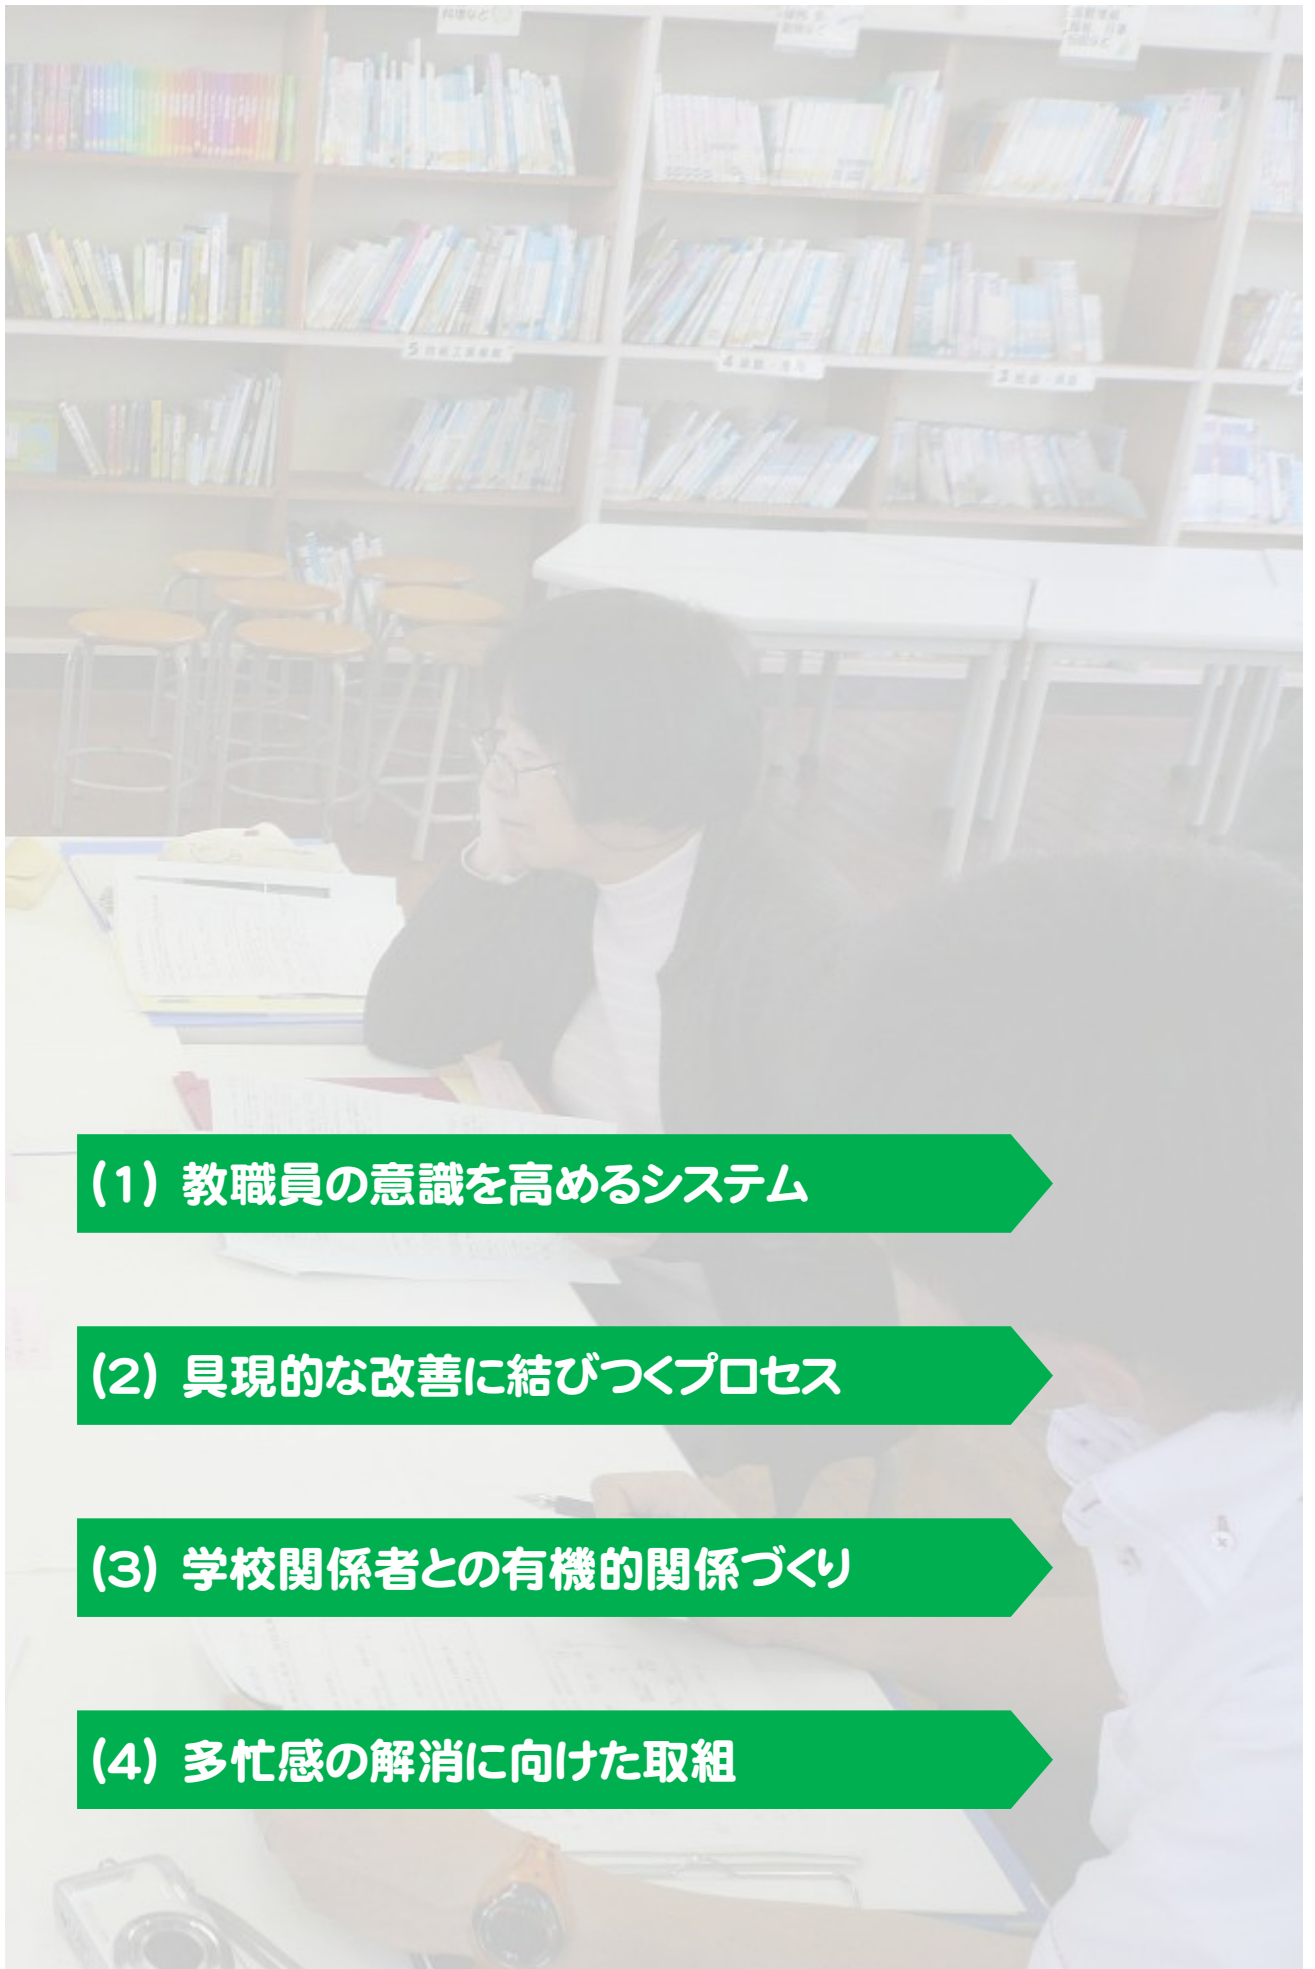 (1) 教職員の意識を高めるシステム
(2) 具現的な改善に結びつくプロセス
(3) 学校関係者との有機的関係づくり
(4) 多忙感の解消に向けた取組